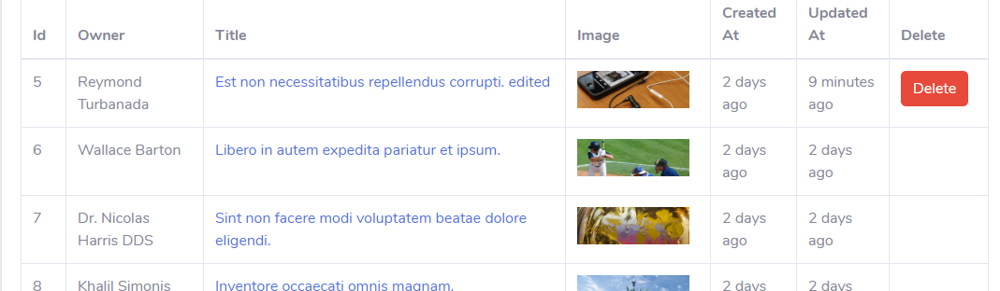 Id Owner Title Image Created At Updated At Delete
5 Reymond Turbanada Est non necessitatibus repellendus corrupti. edited 2 days ago 9 minutes ago Delete
6 Wallace Barton Libero in autem expedita pariatur et ipsum. 2 days ago 2 days ago
7 Dr. Nicolas Harris DDS Sint non facere modi voluptatem beatae dolore eligendi. 2 days ago 2 days ago
8 Khalil Simonis Inventore occaecati omnis magnam. 2 days 2 days